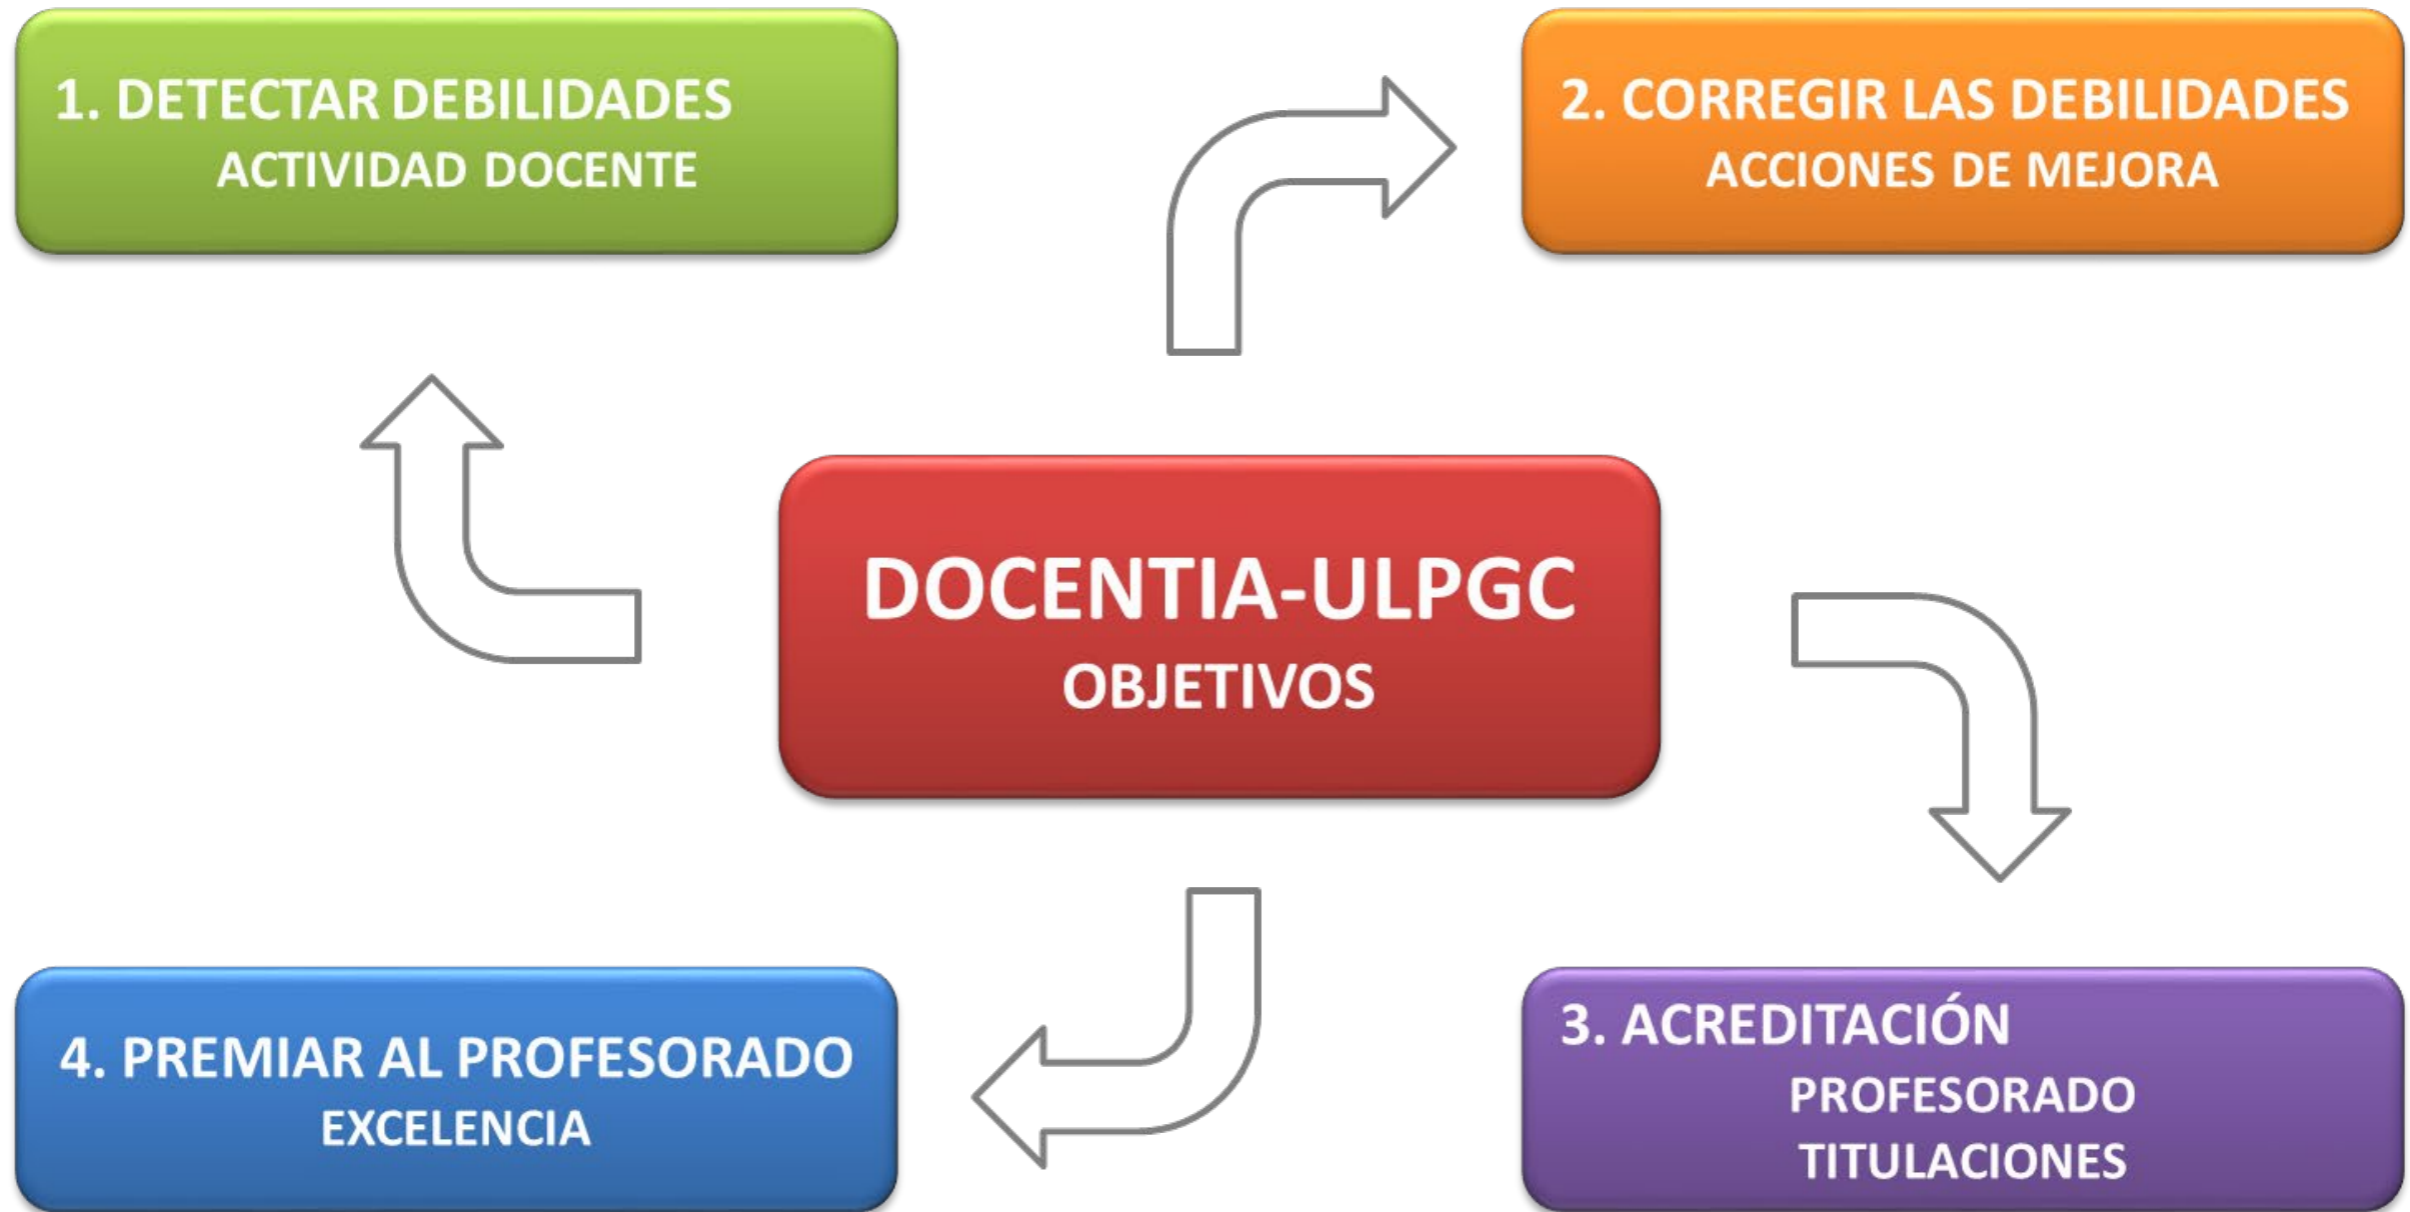 1. DETECTAR DEBILIDADES
ACTIVIDAD DOCENTE
2. CORREGIR LAS DEBILIDADES
ACCIONES DE MEJORA
DOCENTIA-ULPGC
OBJETIVOS
3. ACREDITACIÓN
PROFESORADO
TITULACIONES
4. PREMIAR AL PROFESORADO
EXCELENCIA